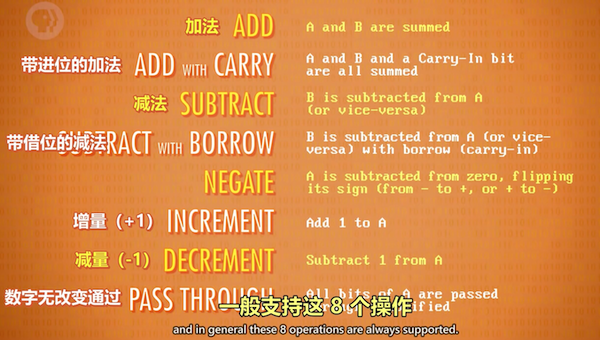 加法 ADD
A and B are summed
带进位的加法 ADD WITH CARRY
A and B and a Carry-In bit
are all summed
减法 SUBTRACT
B is subtracted from A
(or vice-versa)
带借位的减法 SUBTRACT WITH BORROW
B is subtracted from A (or vice-
versa) with borrow (carry-in)
NEGATE
A is subtracted from zero, flipping
its sign (from - to +, or + to -)
增量（+1） INCREMENT
Add 1 to A
减量（-1） DECREMENT
Subtract 1 from A
数字无改变通过 PASS THROUGH
All bits of A are passed
一般支持这 8 个操作
and in general these 8 operations are always supported.